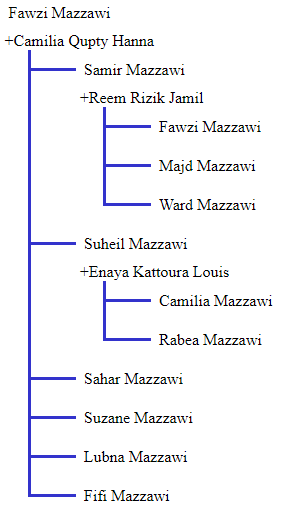 Fawzi Mazzawi
+Camilia Qupty Hanna
Samir Mazzawi
+Reem Rizik Jamil
Fawzi Mazzawi
Majd Mazzawi
Ward Mazzawi
Suheil Mazzawi
+Enaya Kattoura Louis
Camilia Mazzawi
Rabea Mazzawi
Sahar Mazzawi
Suzane Mazzawi
Lubna Mazzawi
Fifi Mazzawi